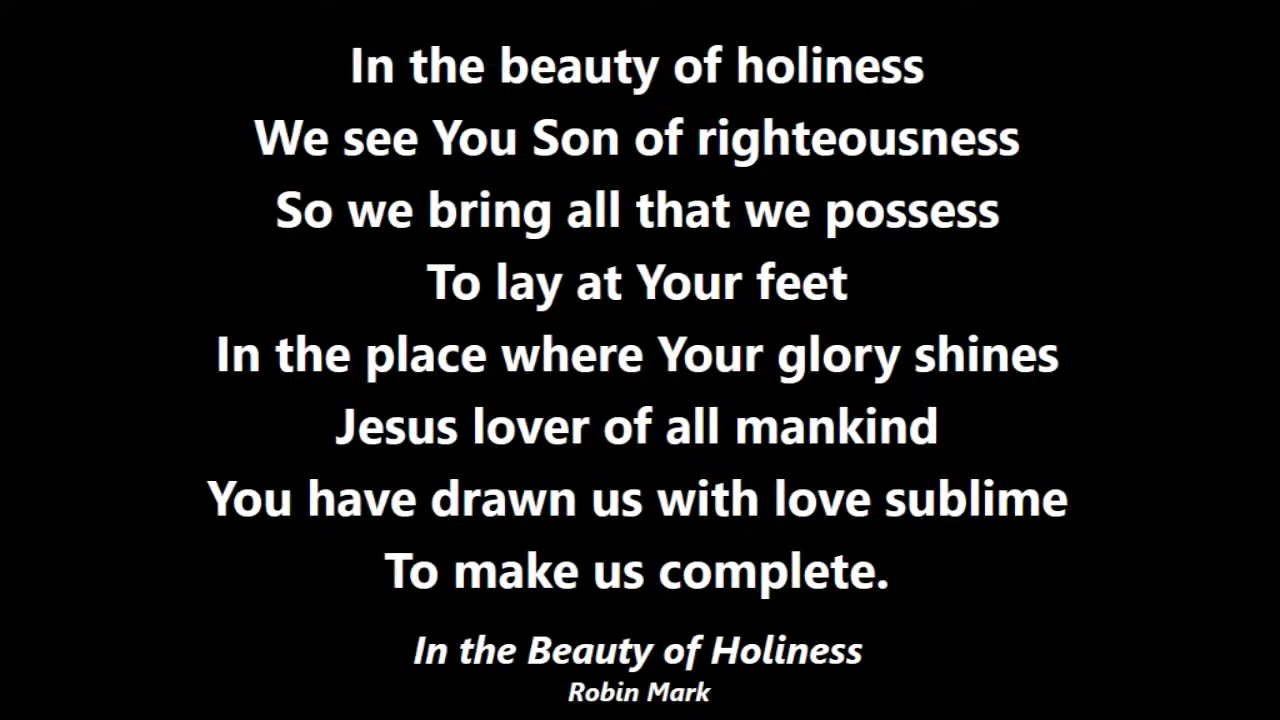 In the beauty of holiness
We see You Son of righteousness
So we bring all that we possess
To lay at Your feet
In the place where Your glory shines
Jesus lover of all mankind
You have drawn us with love sublime
To make us complete.
In the Beauty of Holiness
Robin Mark